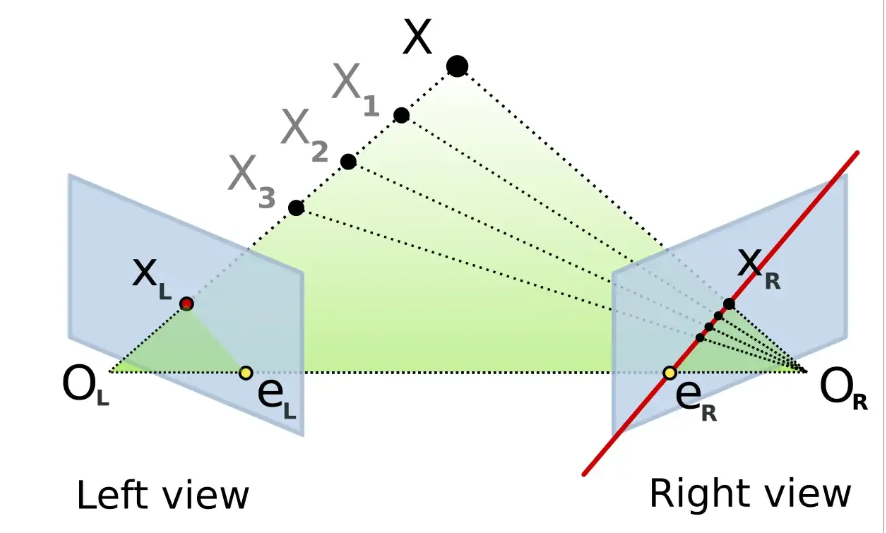 X
X1
X2
X3
xL
xR
OL
eL
eR
OR
Left view
Right view